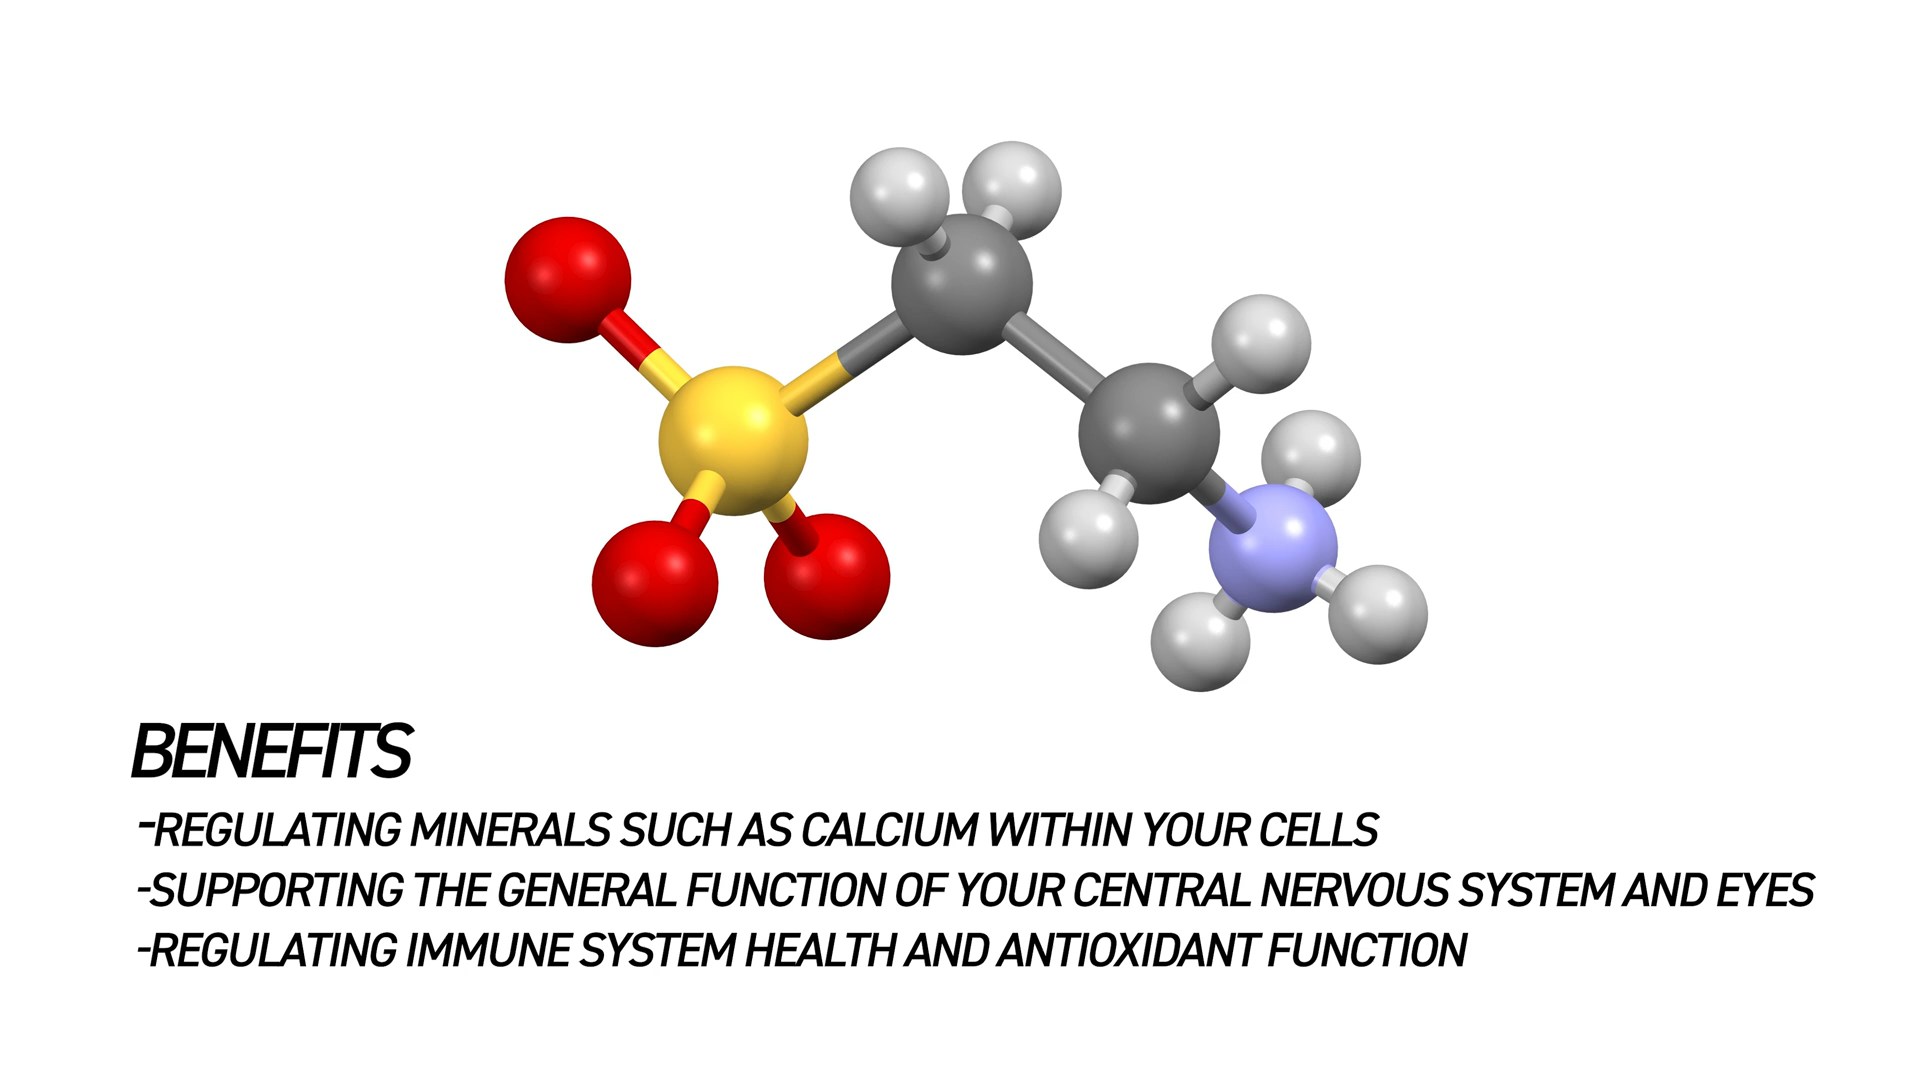 BENEFITS
-REGULATING MINERALS SUCH AS CALCIUM WITHIN YOUR CELLS
-SUPPORTING THE GENERAL FUNCTION OF YOUR CENTRAL NERVOUS SYSTEM AND EYES
-REGULATING IMMUNE SYSTEM HEALTH AND ANTIOXIDANT FUNCTION